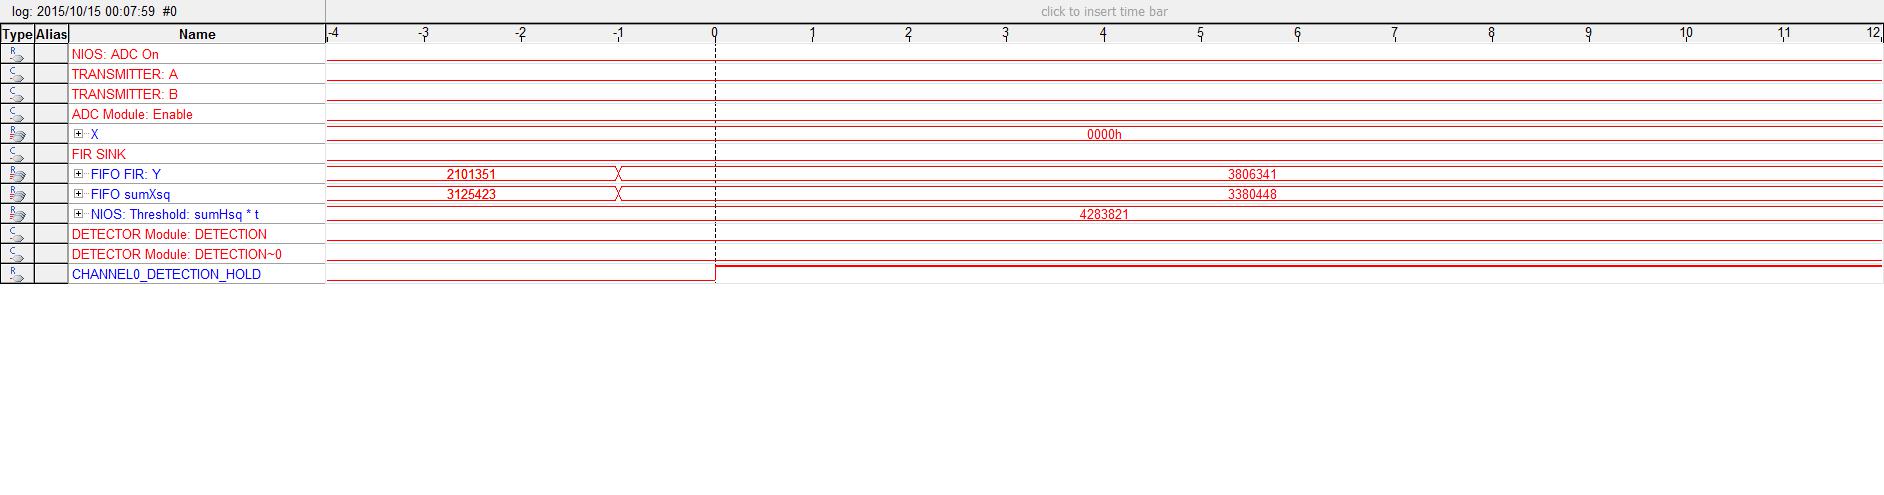 log: 2015/10/15 00:07:59 #0 click to insert time bar
Type Alias Name -4 -3 -2 -1 0 1 2 3 4 5 6 7 8 9 10 11 12
R NIOS: ADC On
C TRANSMITTER: A
C TRANSMITTER: B
C ADC Module: Enable
R X 0000h
C FIR SINK
R FIFO FIR: Y 2101351 3806341
R FIFO sumXsq 3125423 3380448
R NIOS: Threshold: sumHsq * t 4283821
C DETECTOR Module: DETECTION
C DETECTOR Module: DETECTION~0
R CHANNEL0_DETECTION_HOLD